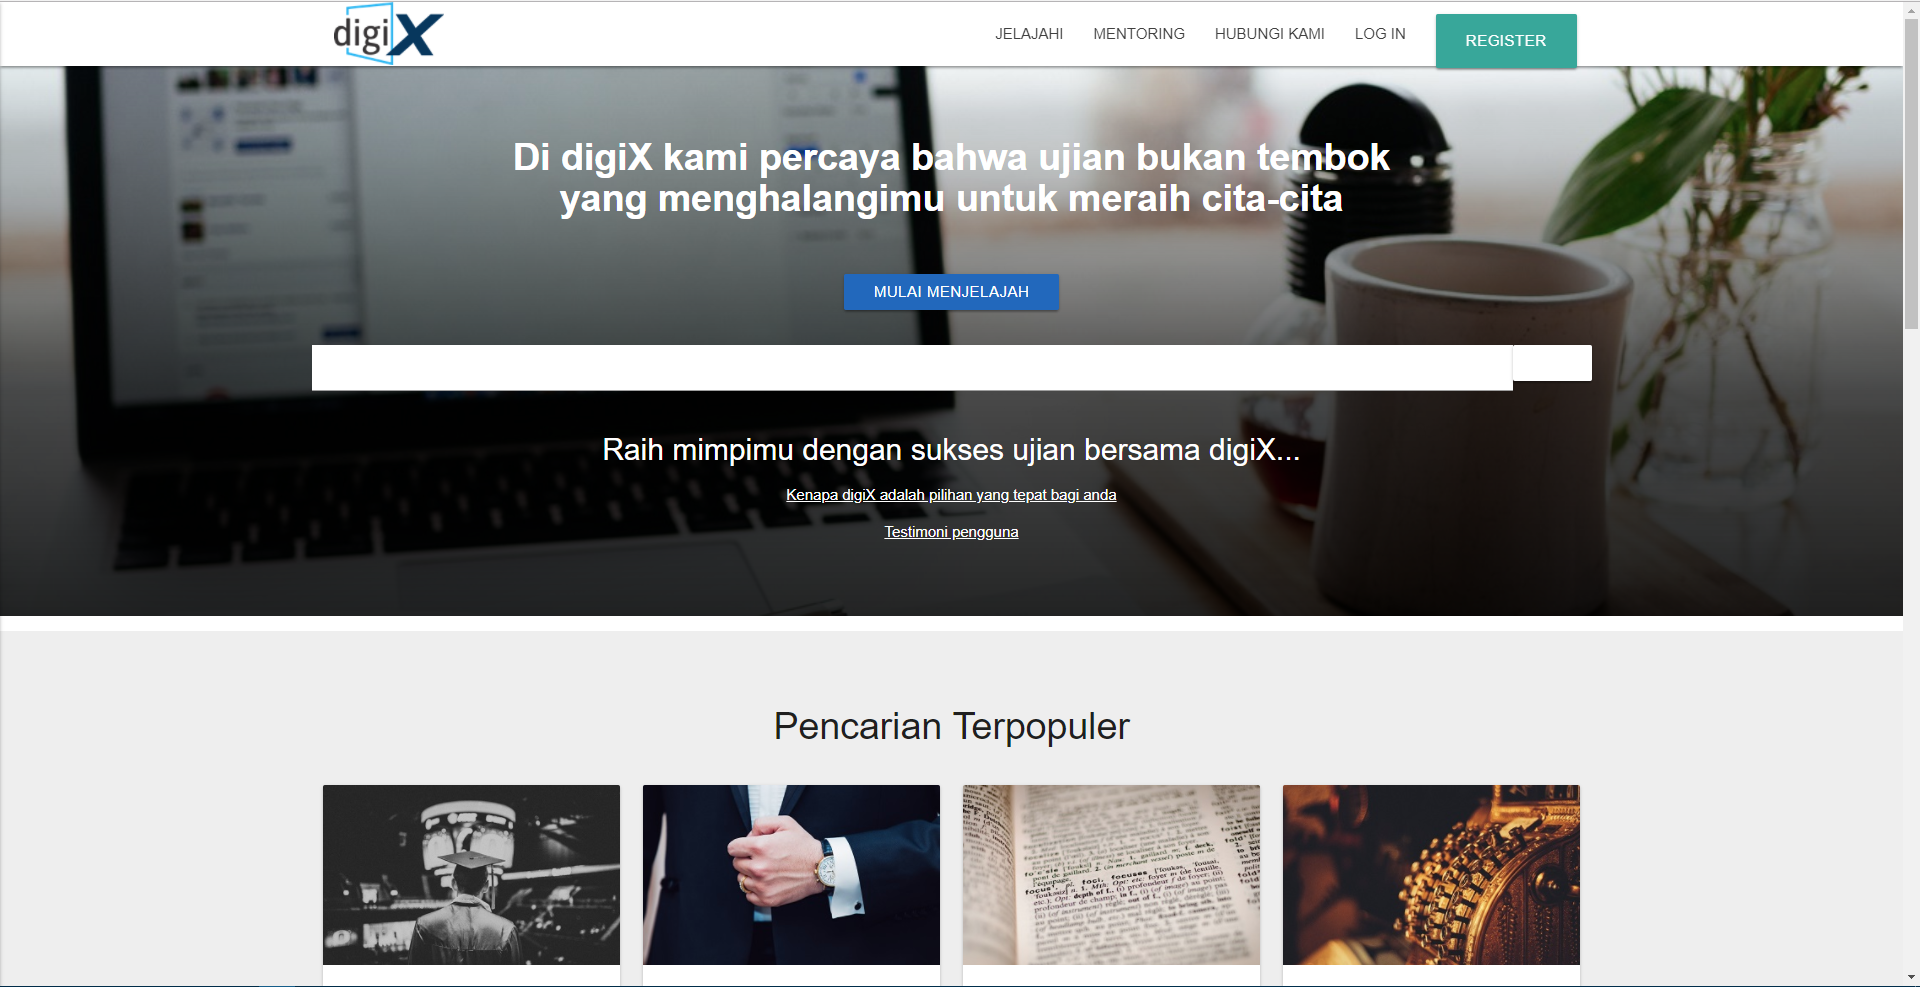 digiX
JELAJAHI
MENTORING
HUBUNGI KAMI
LOG IN
REGISTER
Di digiX kami percaya bahwa ujian bukan tembok
yang menghalangimu untuk meraih cita-cita
MULAI MENJELAJAH
Raih mimpimu dengan sukses ujian bersama digiX...
Kenapa digiX adalah pilihan yang tepat bagi anda
Testimoni pengguna
Pencarian Terpopuler